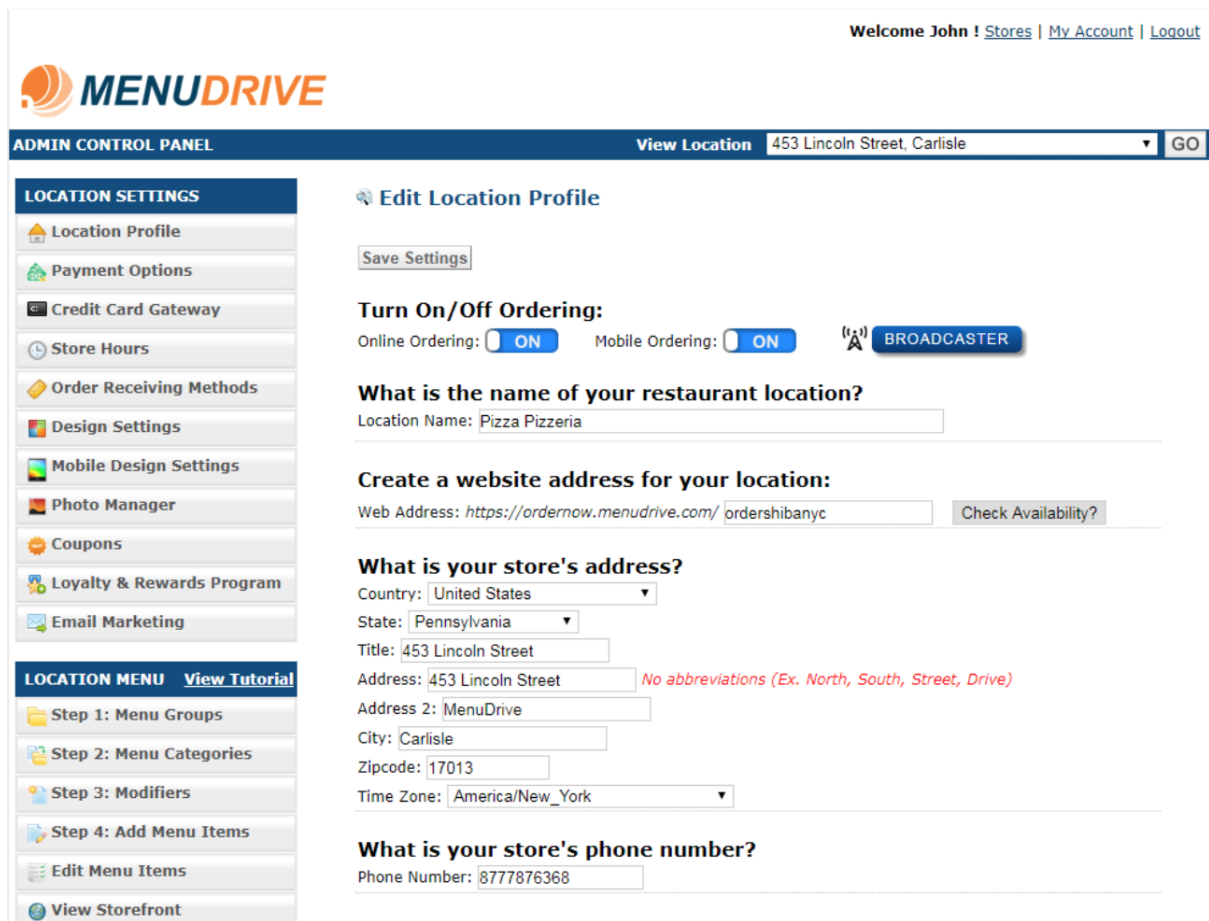 Welcome John ! Stores | My Account | Logout
MENUDRIVE
ADMIN CONTROL PANEL View Location 453 Lincoln Street, Carlisle GO
LOCATION SETTINGS
Location Profile
Payment Options
Credit Card Gateway
Store Hours
Order Receiving Methods
Design Settings
Mobile Design Settings
Photo Manager
Coupons
Loyalty & Rewards Program
Email Marketing
LOCATION MENU View Tutorial
Step 1: Menu Groups
Step 2: Menu Categories
Step 3: Modifiers
Step 4: Add Menu Items
Edit Menu Items
View Storefront
Edit Location Profile
Save Settings
Turn On/Off Ordering:
Online Ordering: ON Mobile Ordering: ON BROADCASTER
What is the name of your restaurant location?
Location Name: Pizza Pizzeria
Create a website address for your location:
Web Address: https://ordernow.menudrive.com/ ordershibanyc Check Availability?
What is your store's address?
Country: United States
State: Pennsylvania
Title: 453 Lincoln Street
Address: 453 Lincoln Street No abbreviations (Ex. North, South, Street, Drive)
Address 2: MenuDrive
City: Carlisle
Zipcode: 17013
Time Zone: America/New_York
What is your store's phone number?
Phone Number: 8777876368